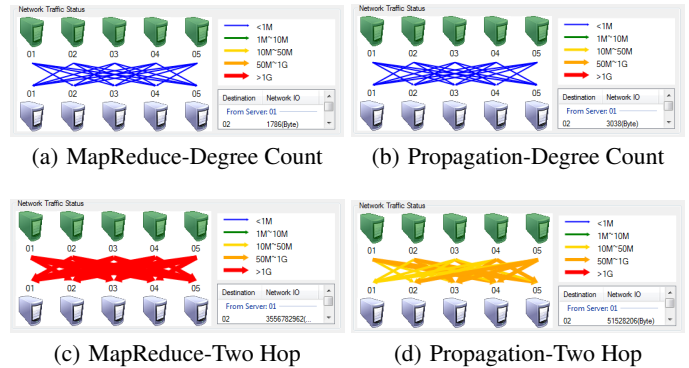 Network Traffic Status
01 02 03 04 05
01 02 03 04 05
<1M
1M~10M
10M~50M
50M~1G
>1G
Destination Network IO
From Server: 01
02 1786(Byte)
(a) MapReduce-Degree Count
Network Traffic Status
01 02 03 04 05
01 02 03 04 05
<1M
1M~10M
10M~50M
50M~1G
>1G
Destination Network IO
From Server: 01
02 3038(Byte)
(b) Propagation-Degree Count
Network Traffic Status
01 02 03 04 05
01 02 03 04 05
<1M
1M~10M
10M~50M
50M~1G
>1G
Destination Network IO
From Server: 01
02 3556782962(...
(c) MapReduce-Two Hop
Network Traffic Status
01 02 03 04 05
01 02 03 04 05
<1M
1M~10M
10M~50M
50M~1G
>1G
Destination Network IO
From Server: 01
02 51528206(Byte)
(d) Propagation-Two Hop